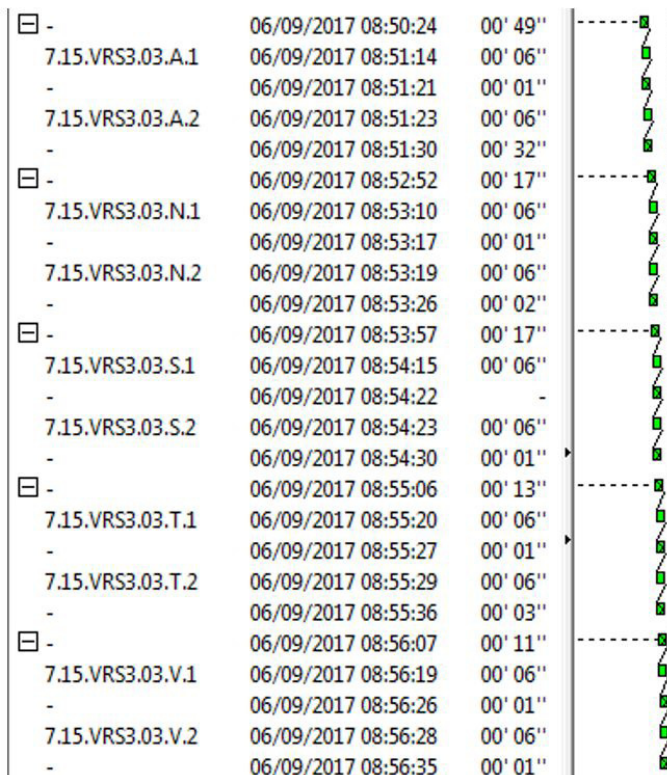 - 06/09/2017 08:50:24 00' 49''
7.15.VRS3.03.A.1 06/09/2017 08:51:14 00' 06''
- 06/09/2017 08:51:21 00' 01''
7.15.VRS3.03.A.2 06/09/2017 08:51:23 00' 06''
- 06/09/2017 08:51:30 00' 32''
- 06/09/2017 08:52:52 00' 17''
7.15.VRS3.03.N.1 06/09/2017 08:53:10 00' 06''
- 06/09/2017 08:53:17 00' 01''
7.15.VRS3.03.N.2 06/09/2017 08:53:19 00' 06''
- 06/09/2017 08:53:26 00' 02''
- 06/09/2017 08:53:57 00' 17''
7.15.VRS3.03.S.1 06/09/2017 08:54:15 00' 06''
- 06/09/2017 08:54:22 -
7.15.VRS3.03.S.2 06/09/2017 08:54:23 00' 06''
- 06/09/2017 08:54:30 00' 01''
- 06/09/2017 08:55:06 00' 13''
7.15.VRS3.03.T.1 06/09/2017 08:55:20 00' 06''
- 06/09/2017 08:55:27 00' 01''
7.15.VRS3.03.T.2 06/09/2017 08:55:29 00' 06''
- 06/09/2017 08:55:36 00' 03''
- 06/09/2017 08:56:07 00' 11''
7.15.VRS3.03.V.1 06/09/2017 08:56:19 00' 06''
- 06/09/2017 08:56:26 00' 01''
7.15.VRS3.03.V.2 06/09/2017 08:56:28 00' 06''
- 06/09/2017 08:56:35 00' 01''